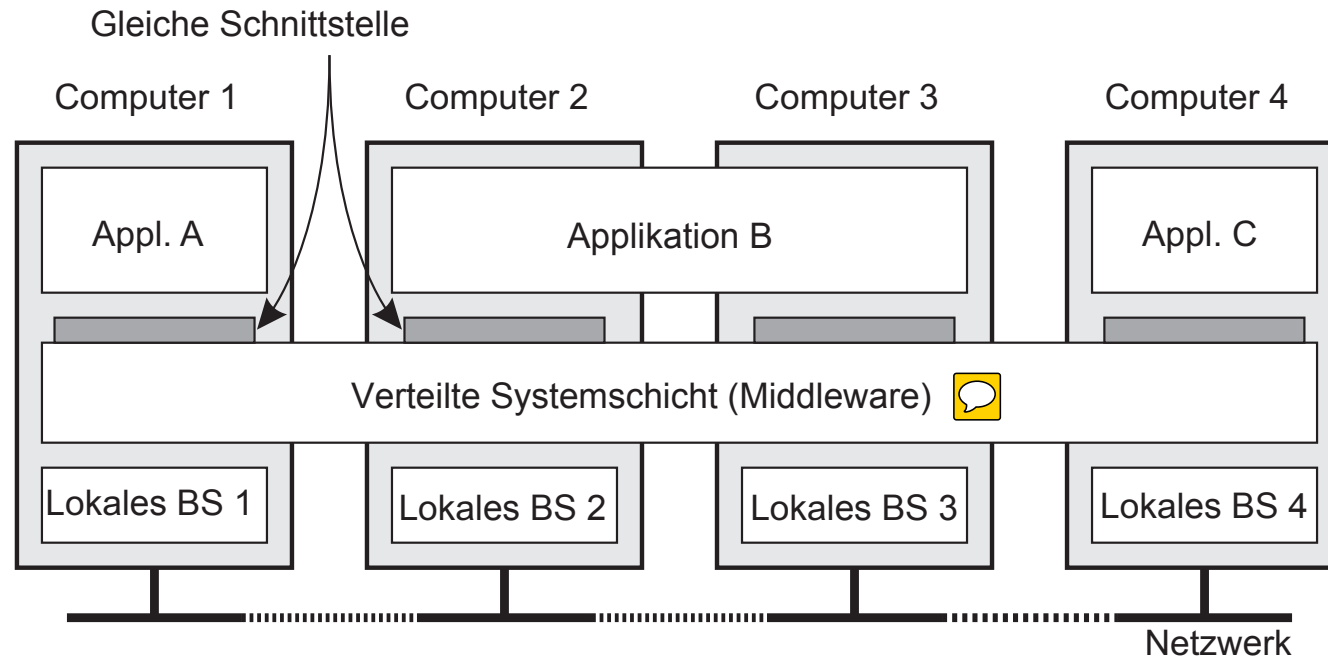 Gleiche Schnittstelle
Computer 1
Computer 2
Computer 3
Computer 4
Appl. A
Applikation B
Appl. C
Verteilte Systemschicht (Middleware)
Lokales BS 1
Lokales BS 2
Lokales BS 3
Lokales BS 4
Netzwerk